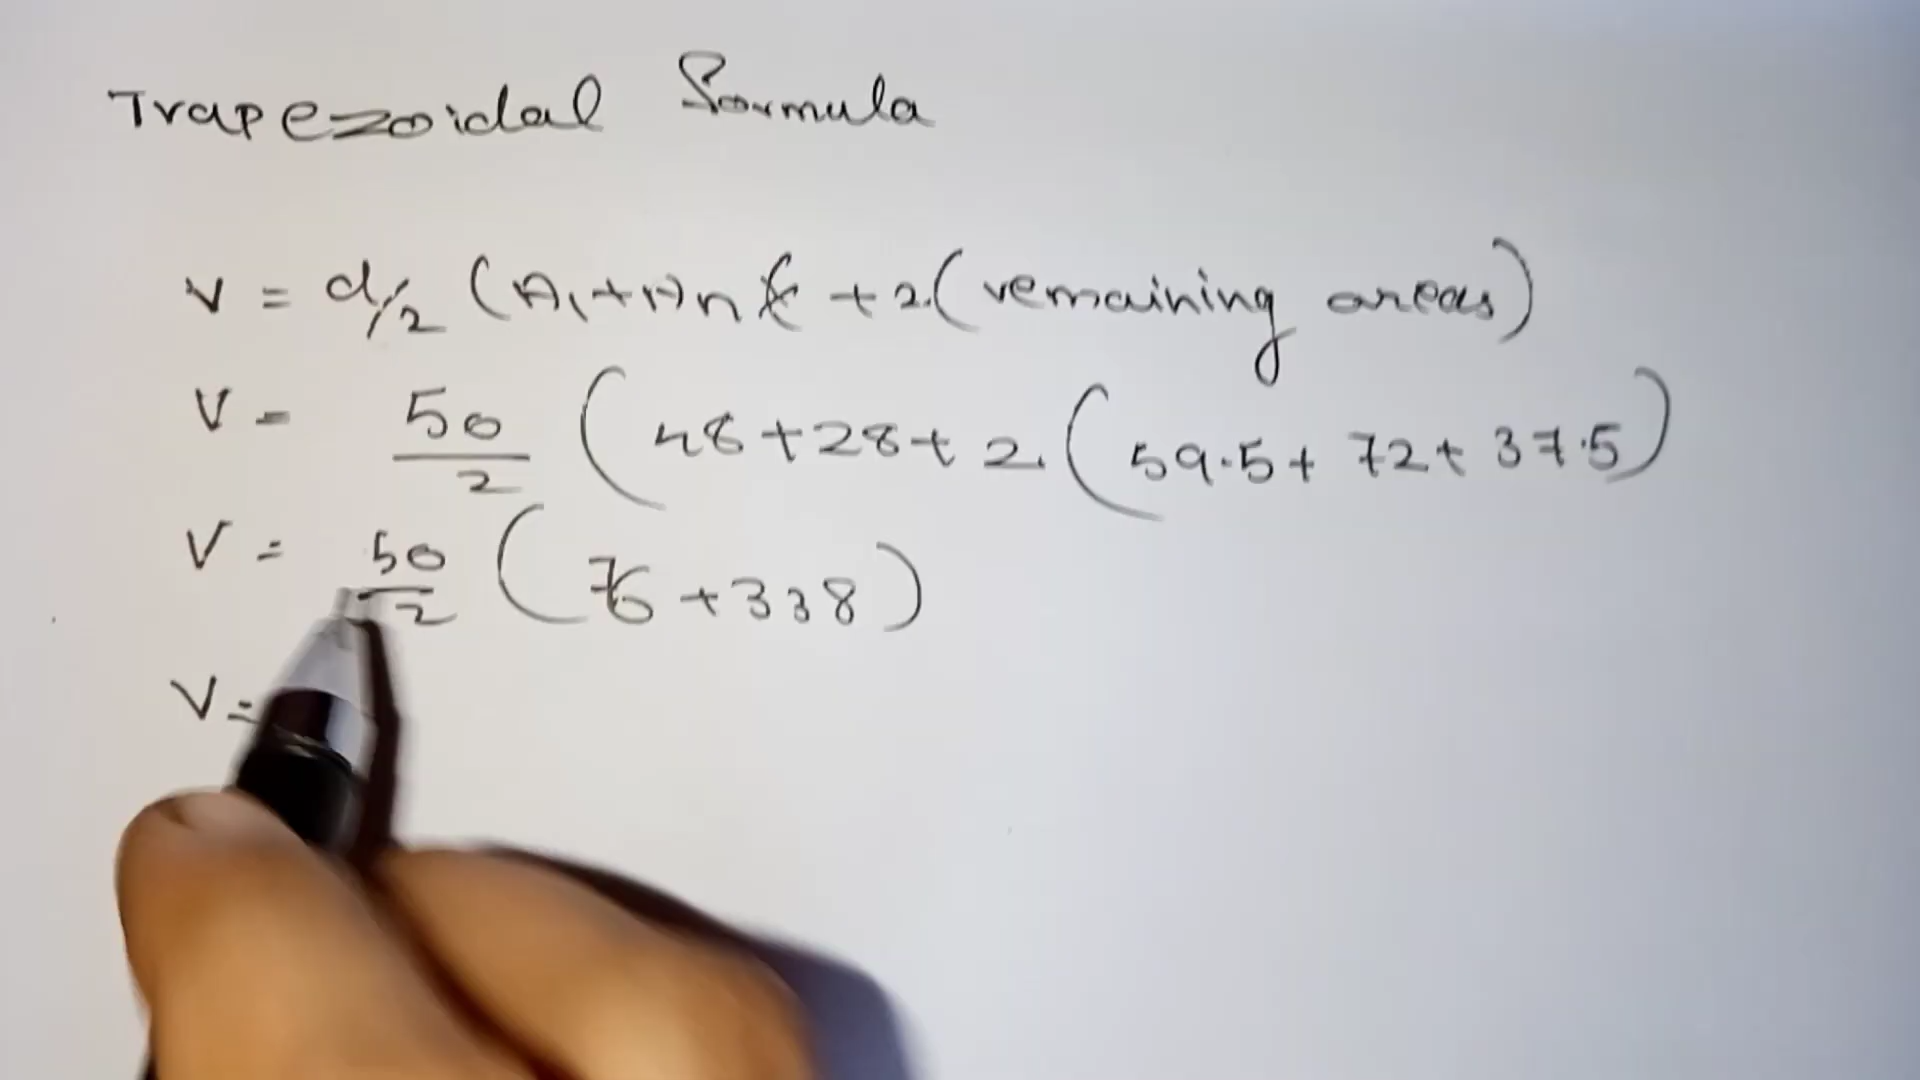 Trapezoidal formula
V = d/2 (A1+An + 2.(remaining areas)
V = 50/2 (48+28+ 2.(59.5+ 72+ 37.5)
V = 50/2 (76+338)
V=